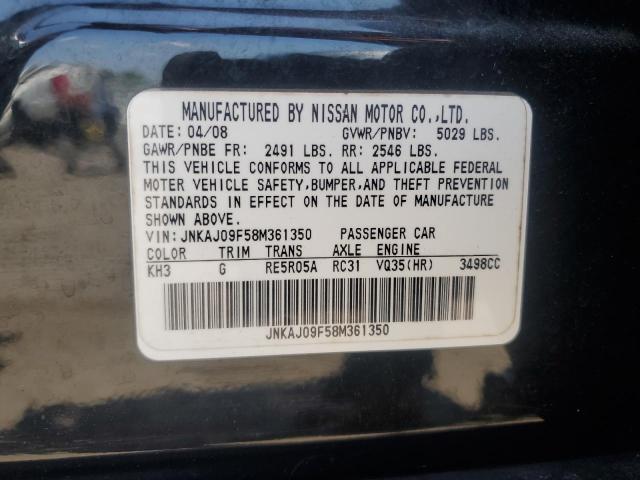 MANUFACTURED BY NISSAN MOTOR CO.,LTD.
DATE: 04/08 GVWR/PNBV: 5029 LBS.
GAWR/PNBE FR: 2491 LBS. RR: 2546 LBS.
THIS VEHICLE CONFORMS TO ALL APPLICABLE FEDERAL
MOTOR VEHICLE SAFETY,BUMPER,AND THEFT PREVENTION
STANDARDS IN EFFECT ON THE DATE OF MANUFACTURE
SHOWN ABOVE.
VIN:JNKAJ09F58M361350 PASSENGER CAR
COLOR TRIM TRANS AXLE ENGINE
KH3 G RE5R05A RC31 VQ35(HR) 3498CC
JNKAJ09F58M361350